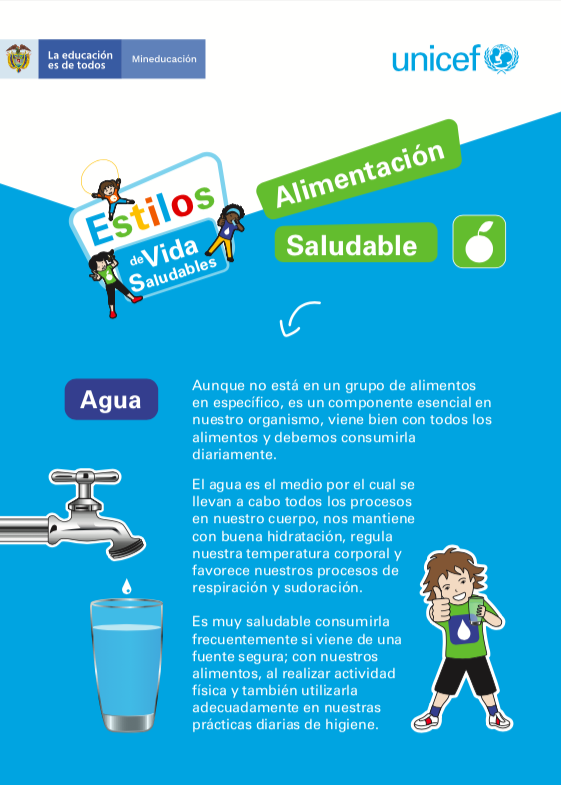 La educación
es de todos
Mineducación
unicef
Estilos
de Vida
Saludables
Alimentación
Saludable
Agua
Aunque no está en un grupo de alimentos
en específico, es un componente esencial en
nuestro organismo, viene bien con todos los
alimentos y debemos consumirla
diariamente.
El agua es el medio por el cual se
llevan a cabo todos los procesos
en nuestro cuerpo, nos mantiene
con buena hidratación, regula
nuestra temperatura corporal y
favorece nuestros procesos de
respiración y sudoración.
Es muy saludable consumirla
frecuentemente si viene de una
fuente segura; con nuestros
alimentos, al realizar actividad
física y también utilizarla
adecuadamente en nuestras
prácticas diarias de higiene.